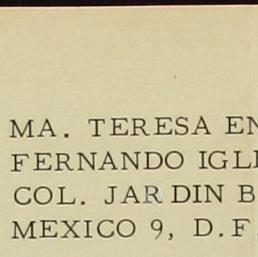 MA. TERESA EN
FERNANDO IGLE
COL. JARDIN B
MEXICO 9, D.F.